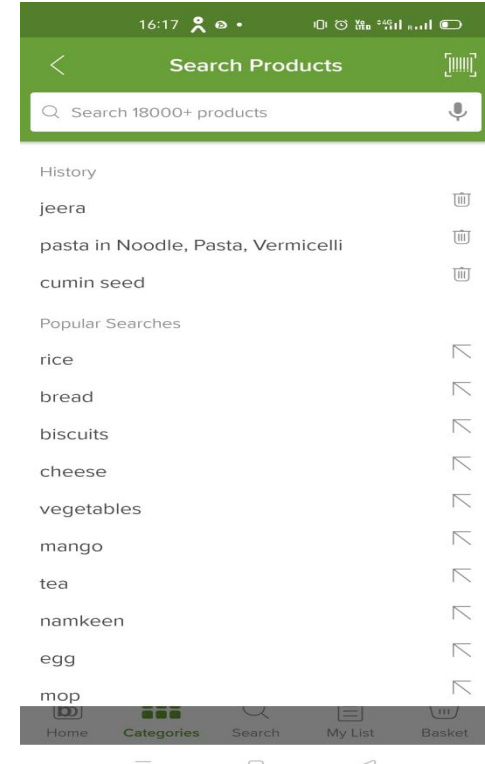 16:17
Search Products
Search 18000+ products
History
jeera
pasta in Noodle, Pasta, Vermicelli
cumin seed
Popular Searches
rice
bread
biscuits
cheese
vegetables
mango
tea
namkeen
egg
mop
Home Categories Search My List Basket